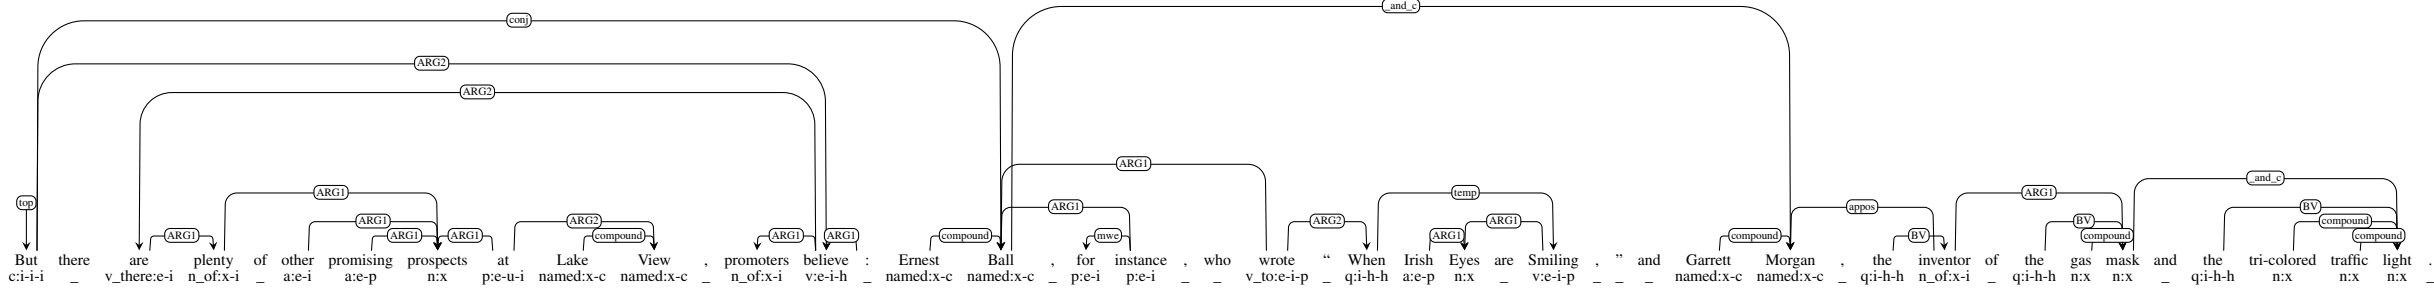 conj _and_c
ARG2
ARG2
ARG1
top ARG1 temp _and_c
ARG1 ARG2 ARG1 ARG2 ARG1 appos ARG1 BV
ARG1 ARG1 ARG1 compound ARG1 ARG1 compound mwe ARG1 compound BV BV compound compound compound
But there are plenty of other promising prospects at Lake View , promoters believe : Ernest Ball , for instance , who wrote “ When Irish Eyes are Smiling , ” and Garrett Morgan , the inventor of the gas mask and the tri-colored traffic light .
c:i-i-i _ v_there:e-i n_of:x-i _ a:e-i a:e-p n:x p:e-u-i named:x-c named:x-c _ n_of:x-i v:e-i-h _ named:x-c named:x-c _ p:e-i p:e-i _ _ v_to:e-i-p _ q:i-h-h a:e-p n:x _ v:e-i-p _ _ _ named:x-c named:x-c _ q:i-h-h n_of:x-i _ q:i-h-h n:x n:x _ q:i-h-h n:x n:x n:x _